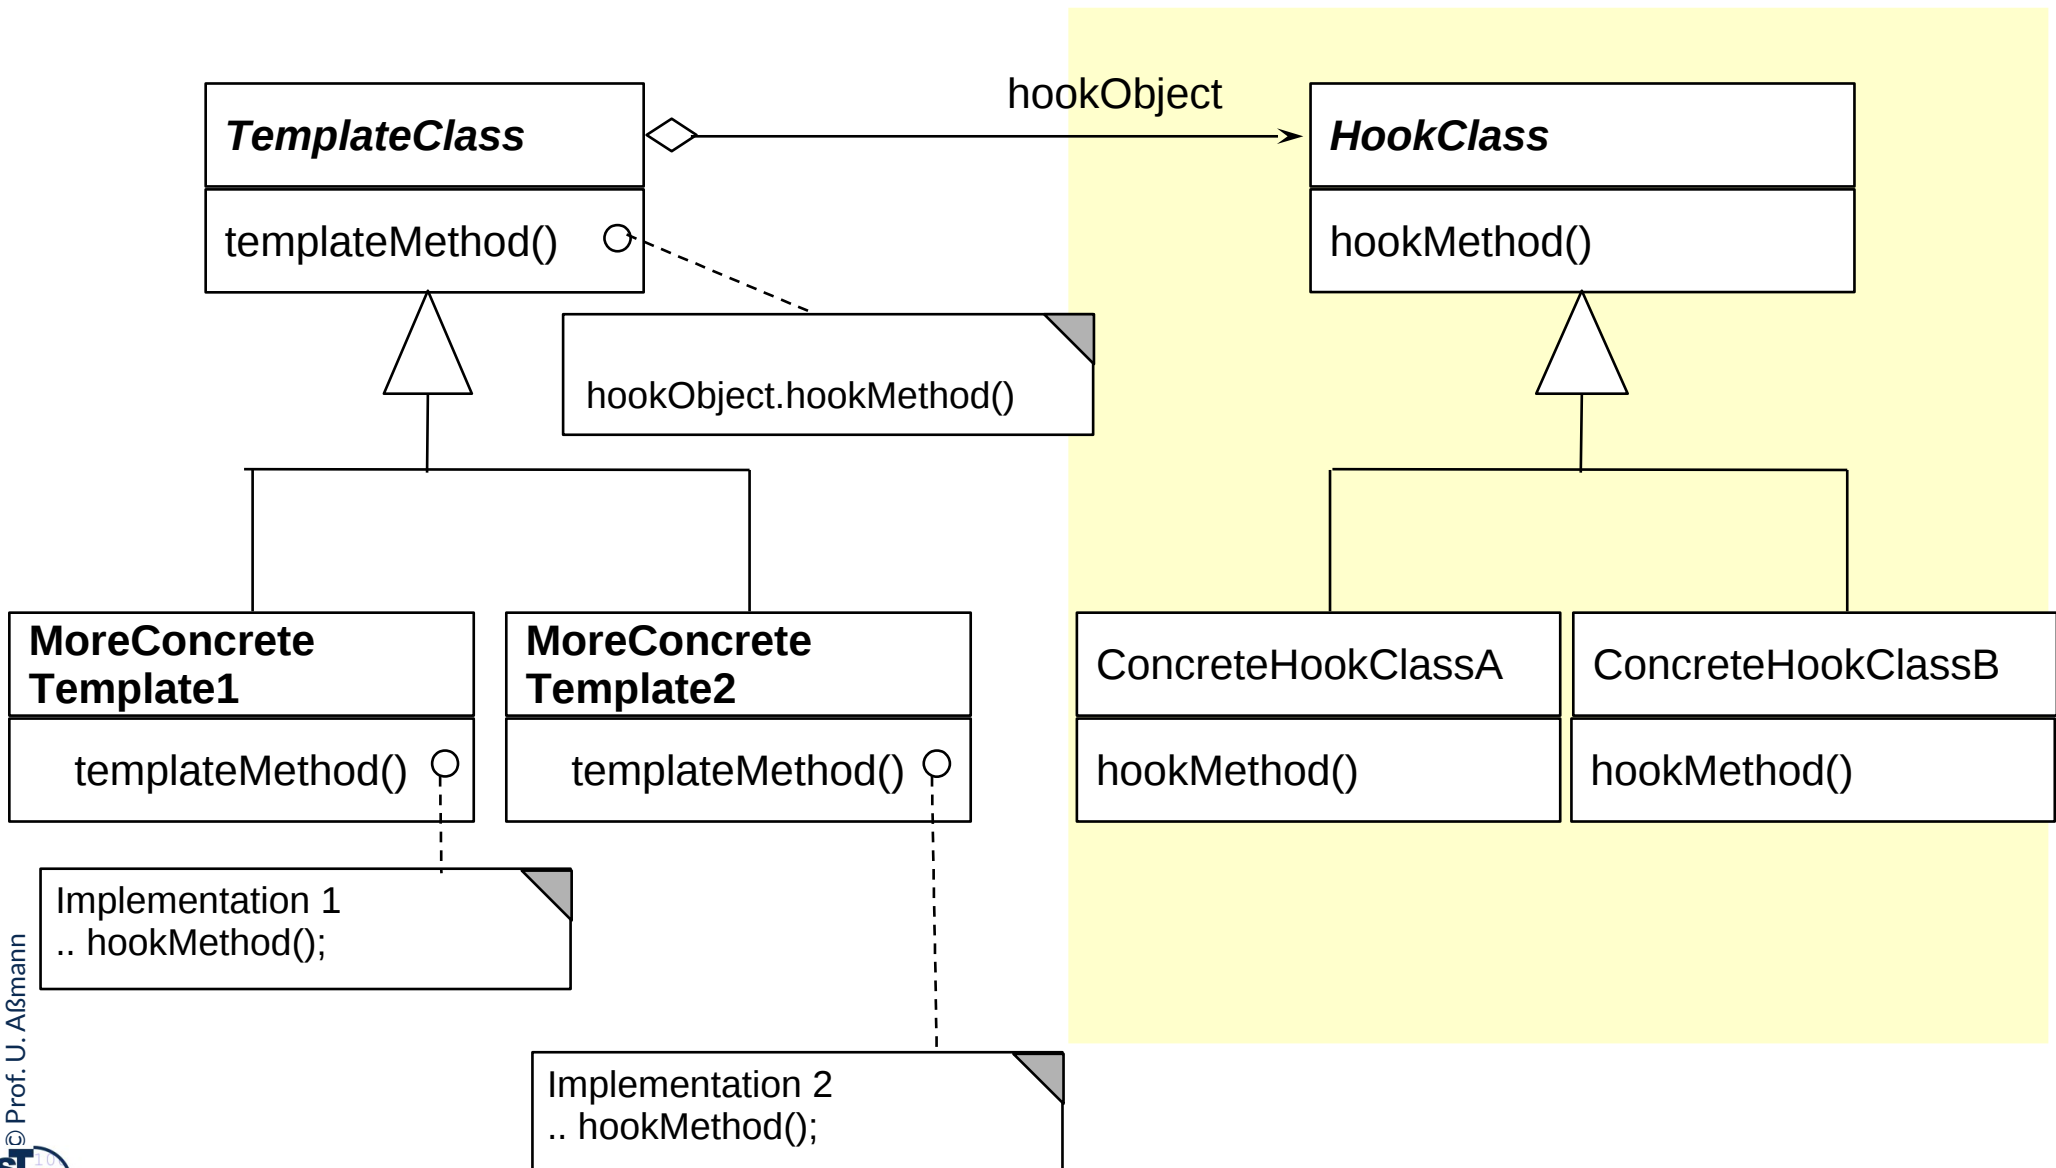 hookObject
TemplateClass
HookClass
templateMethod()
hookMethod()
hookObject.hookMethod()
MoreConcrete
Template1
MoreConcrete
Template2
ConcreteHookClassA
ConcreteHookClassB
templateMethod()
templateMethod()
hookMethod()
hookMethod()
Implementation 1
.. hookMethod();
Implementation 2
.. hookMethod();
© Prof. U. Aßmann